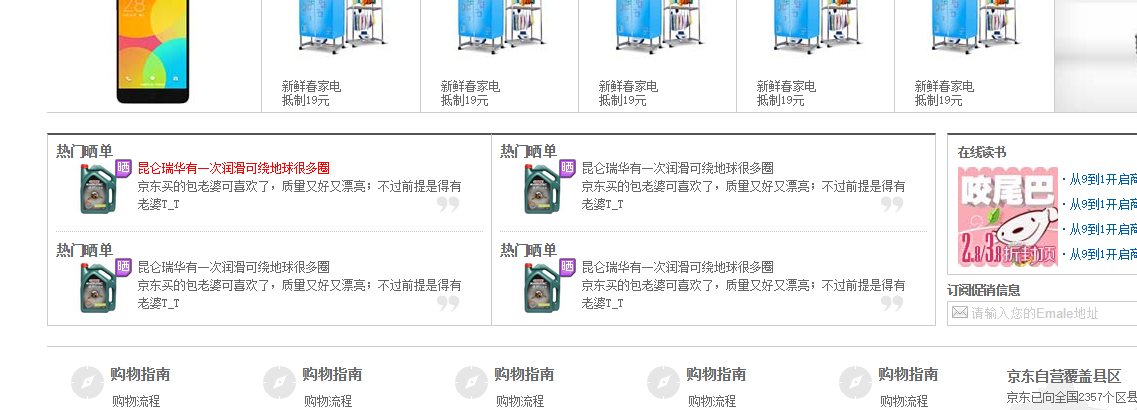 28
新鲜春家电
抵制19元
新鲜春家电
抵制19元
新鲜春家电
抵制19元
新鲜春家电
抵制19元
新鲜春家电
抵制19元
热门晒单
晒
昆仑瑞华有一次润滑可绕地球很多圈
京东买的包老婆可喜欢了，质量又好又漂亮；不过前提是得有
老婆T_T
热门晒单
晒
昆仑瑞华有一次润滑可绕地球很多圈
京东买的包老婆可喜欢了，质量又好又漂亮；不过前提是得有
老婆T_T
热门晒单
晒
昆仑瑞华有一次润滑可绕地球很多圈
京东买的包老婆可喜欢了，质量又好又漂亮；不过前提是得有
老婆T_T
热门晒单
晒
昆仑瑞华有一次润滑可绕地球很多圈
京东买的包老婆可喜欢了，质量又好又漂亮；不过前提是得有
老婆T_T
在线读书
咬尾巴
2.8/3.8折封顶
· 从9到1开启商
· 从9到1开启商
· 从9到1开启商
· 从9到1开启商
订阅促消信息
请输入您的Emale地址
购物指南
购物流程
购物指南
购物流程
购物指南
购物流程
购物指南
购物流程
购物指南
购物流程
京东自营覆盖县区
京东已向全国2357个区县